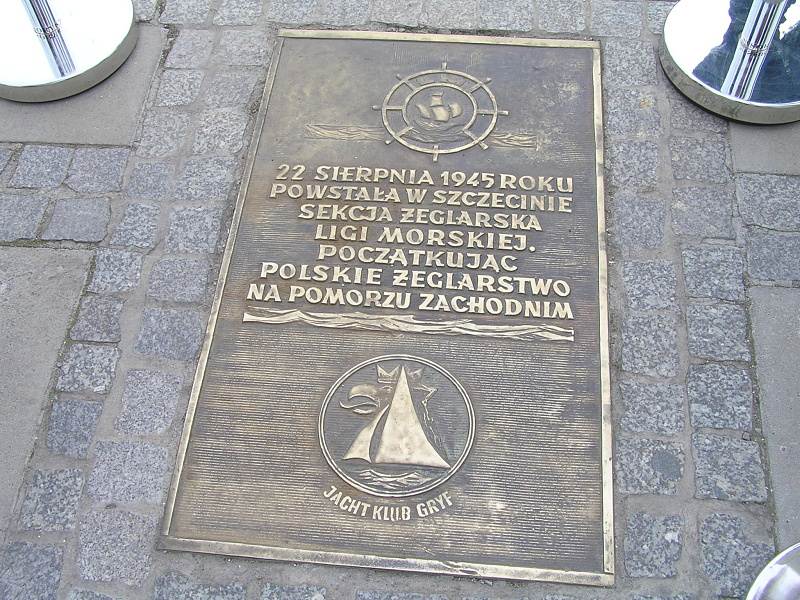 22 SIERPNIA 1945 ROKU
POWSTAŁA W SZCZECINIE
SEKCJA ŻEGLARSKA
LIGI MORSKIEJ.
POCZĄTKUJĄC
POLSKIE ŻEGLARSTWO
NA POMORZU ZACHODNIM
JACHT KLUB GRYF